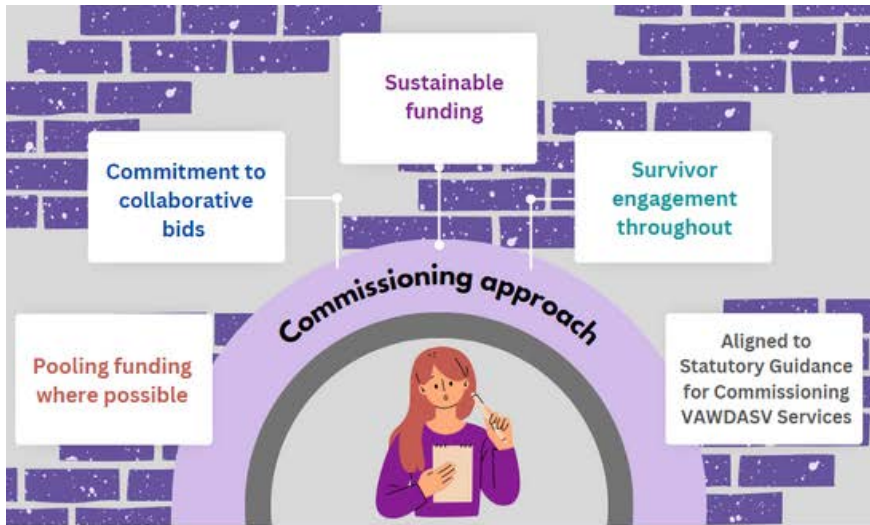 Sustainable
funding
Commitment to
collaborative
bids
Survivor
engagement
throughout
Commissioning approach
Pooling funding
where possible
Aligned to
Statutory Guidance
for Commissioning
VAWDASV Services